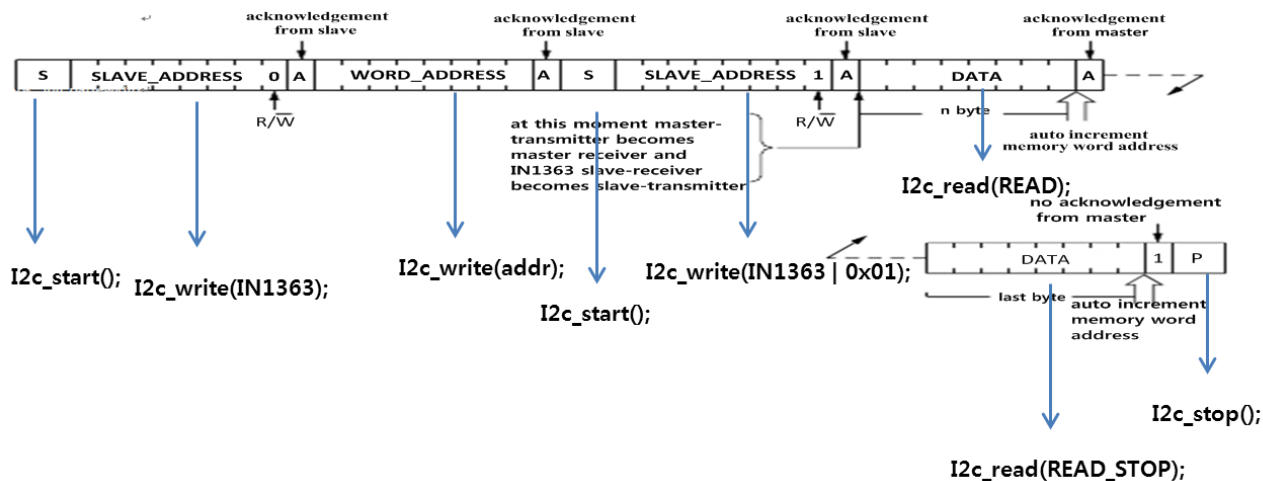 acknowledgement
from slave
acknowledgement
from slave
acknowledgement
from slave
acknowledgement
from master
S
SLAVE_ADDRESS
0
A
WORD_ADDRESS
A
S
SLAVE_ADDRESS
1
A
DATA
A
R/W̅
R/W̅
n byte
at this moment master-
transmitter becomes
master receiver and
IN1363 slave-receiver
becomes slave-transmitter
auto increment
memory word address
I2c_read(READ);
no acknowledgement
from master
I2c_start();
I2c_write(IN1363);
I2c_write(addr);
I2c_start();
I2c_write(IN1363 | 0x01);
DATA
1
P
last byte
auto increment
memory word
address
I2c_stop();
I2c_read(READ_STOP);